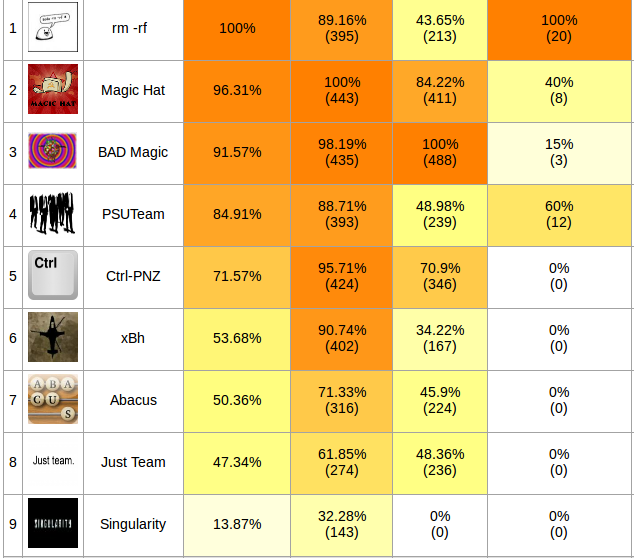 1 rm -rf 100% 89.16% (395) 43.65% (213) 100% (20)
2 MAGIC HAT Magic Hat 96.31% 100% (443) 84.22% (411) 40% (8)
3 BAD Magic 91.57% 98.19% (435) 100% (488) 15% (3)
4 PSUTeam 84.91% 88.71% (393) 48.98% (239) 60% (12)
5 Ctrl Ctrl-PNZ 71.57% 95.71% (424) 70.9% (346) 0% (0)
6 xBh 53.68% 90.74% (402) 34.22% (167) 0% (0)
7 ABA CU S Abacus 50.36% 71.33% (316) 45.9% (224) 0% (0)
8 Just team. Just Team 47.34% 61.85% (274) 48.36% (236) 0% (0)
9 SINGULARITY Singularity 13.87% 32.28% (143) 0% (0) 0% (0)